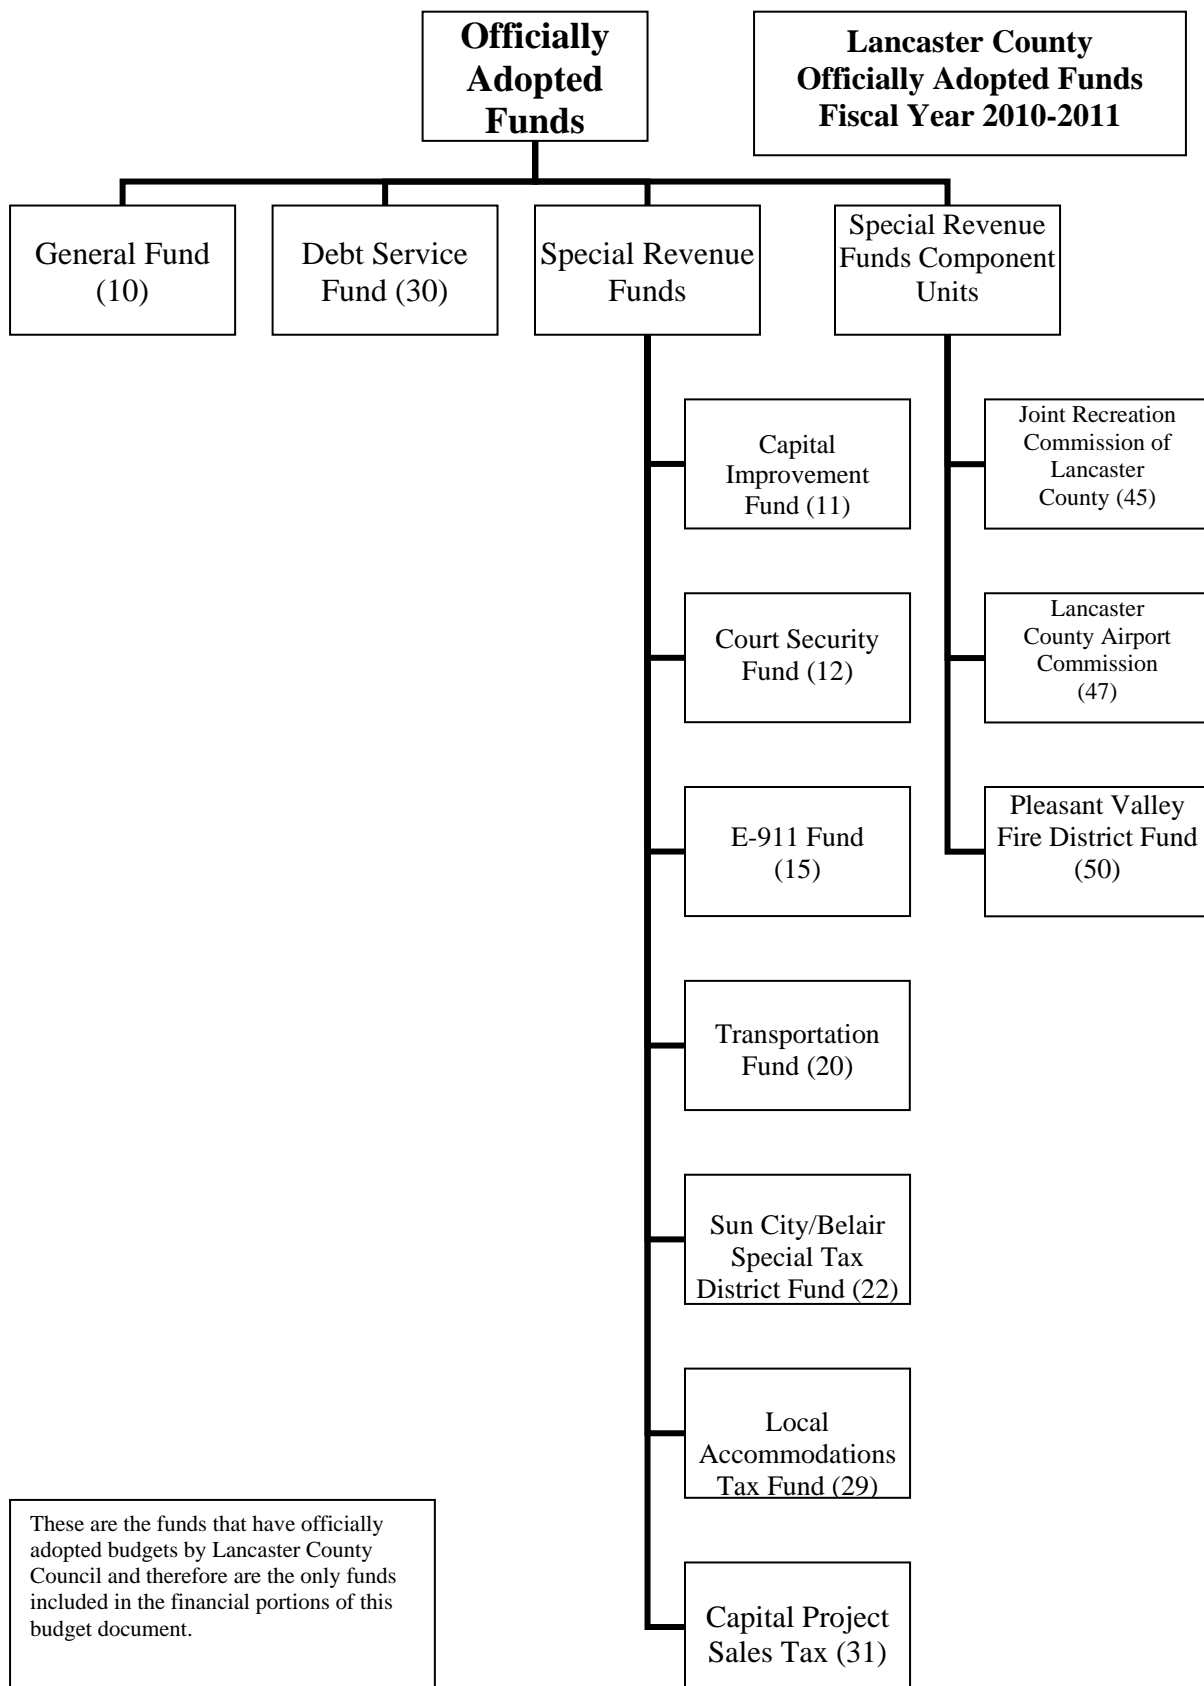 Officially
Adopted
Funds
Lancaster County
Officially Adopted Funds
Fiscal Year 2010-2011
General Fund
(10)
Debt Service
Fund (30)
Special Revenue
Funds
Special Revenue
Funds Component
Units
Capital
Improvement
Fund (11)
Court Security
Fund (12)
E-911 Fund
(15)
Transportation
Fund (20)
Sun City/Belair
Special Tax
District Fund (22)
Local
Accommodations
Tax Fund (29)
Capital Project
Sales Tax (31)
Joint Recreation
Commission of
Lancaster
County (45)
Lancaster
County Airport
Commission
(47)
Pleasant Valley
Fire District Fund
(50)
These are the funds that have officially
adopted budgets by Lancaster County
Council and therefore are the only funds
included in the financial portions of this
budget document.